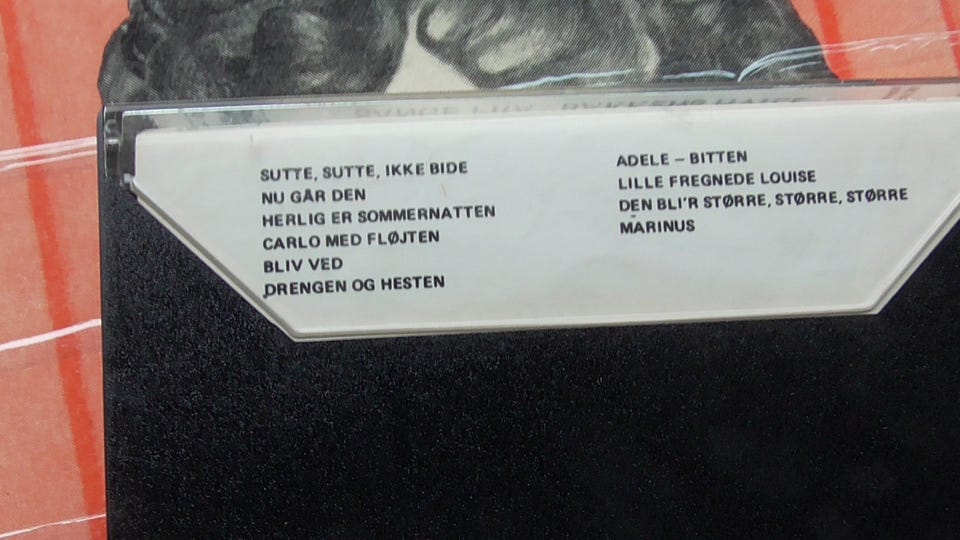 SUTTE, SUTTE, IKKE BIDE
NU GÅR DEN
HERLIG ER SOMMERNATTEN
CARLO MED FLØJTEN
BLIV VED
DRENGEN OG HESTEN
ADELE – BITTEN
LILLE FREGNEDE LOUISE
DEN BLI'R STØRRE, STØRRE, STØRRE
MARINUS